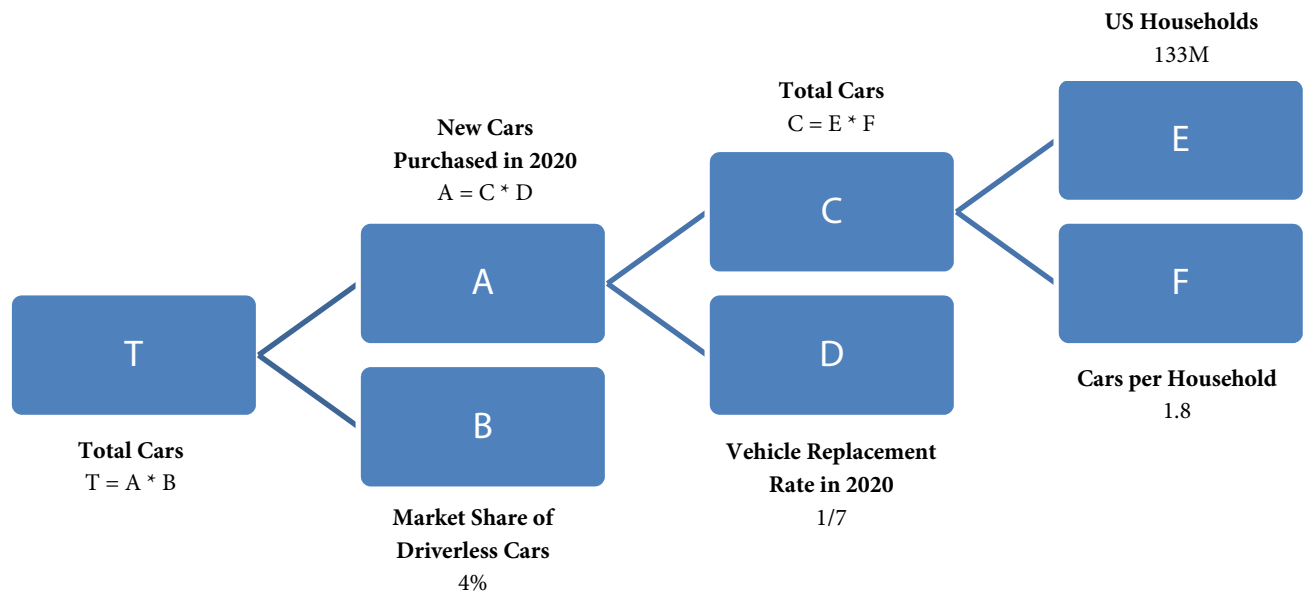 US Households
133M
E
Total Cars
C = E * F
C
New Cars
Purchased in 2020
A = C * D
A
F
Cars per Household
1.8
T
Total Cars
T = A * B
D
Vehicle Replacement
Rate in 2020
1/7
B
Market Share of
Driverless Cars
4%